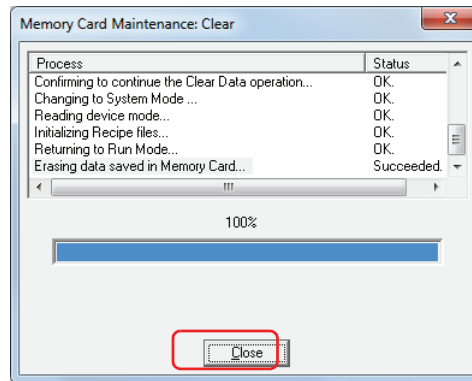 Memory Card Maintenance: Clear
Process Status
Confirming to continue the Clear Data operation... OK.
Changing to System Mode ... OK.
Reading device mode... OK.
Initializing Recipe files... OK.
Returning to Run Mode... OK.
Erasing data saved in Memory Card... Succeeded.
100%
Close